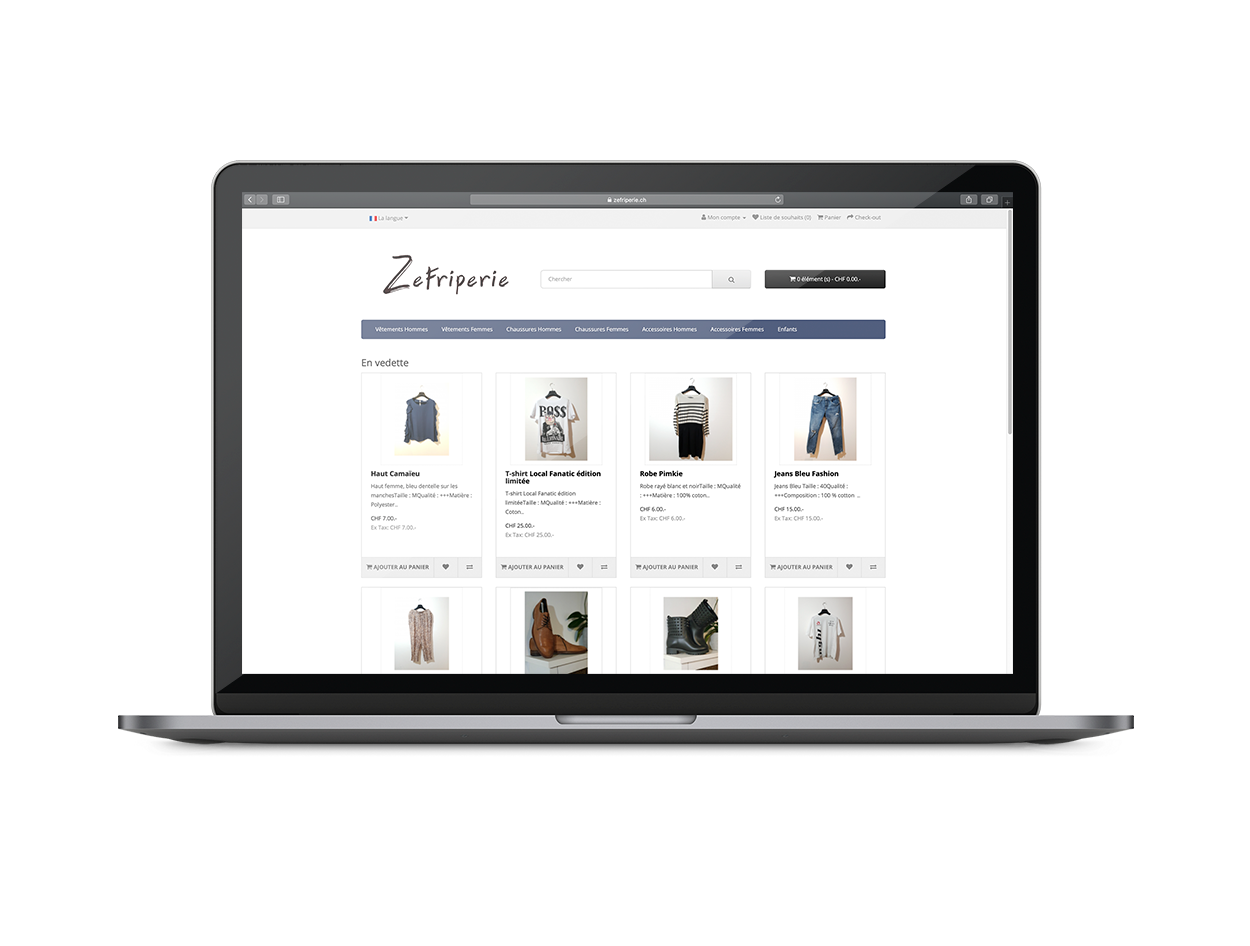 zefriperie.ch
La langue
Mon compte
Liste de souhaits (0)
Panier
Check-out
ZeFriperie
Chercher
0 élément (s) - CHF 0.00.-
Vêtements Hommes
Vêtements Femmes
Chaussures Hommes
Chaussures Femmes
Accessoires Hommes
Accessoires Femmes
Enfants
En vedette
BOSS
Haut Camaïeu
Haut femme, bleu dentelle sur les
manchesTaille : MQualité : +++Matière :
Polyester..
CHF 7.00.-
Ex Tax: CHF 7.00.-
AJOUTER AU PANIER
T-shirt Local Fanatic édition
limitée
T-shirt Local Fanatic édition
limitéeTaille : MQualité : +++Matière :
Coton..
CHF 25.00.-
Ex Tax: CHF 25.00.-
AJOUTER AU PANIER
Robe Pimkie
Robe rayé blanc et noirTaille : MQualité
: +++Matière : 100% coton..
CHF 6.00.-
Ex Tax: CHF 6.00.-
AJOUTER AU PANIER
Jeans Bleu Fashion
Jeans Bleu Taille : 40Qualité :
+++Composition : 100 % cotton ..
CHF 15.00.-
Ex Tax: CHF 15.00.-
AJOUTER AU PANIER